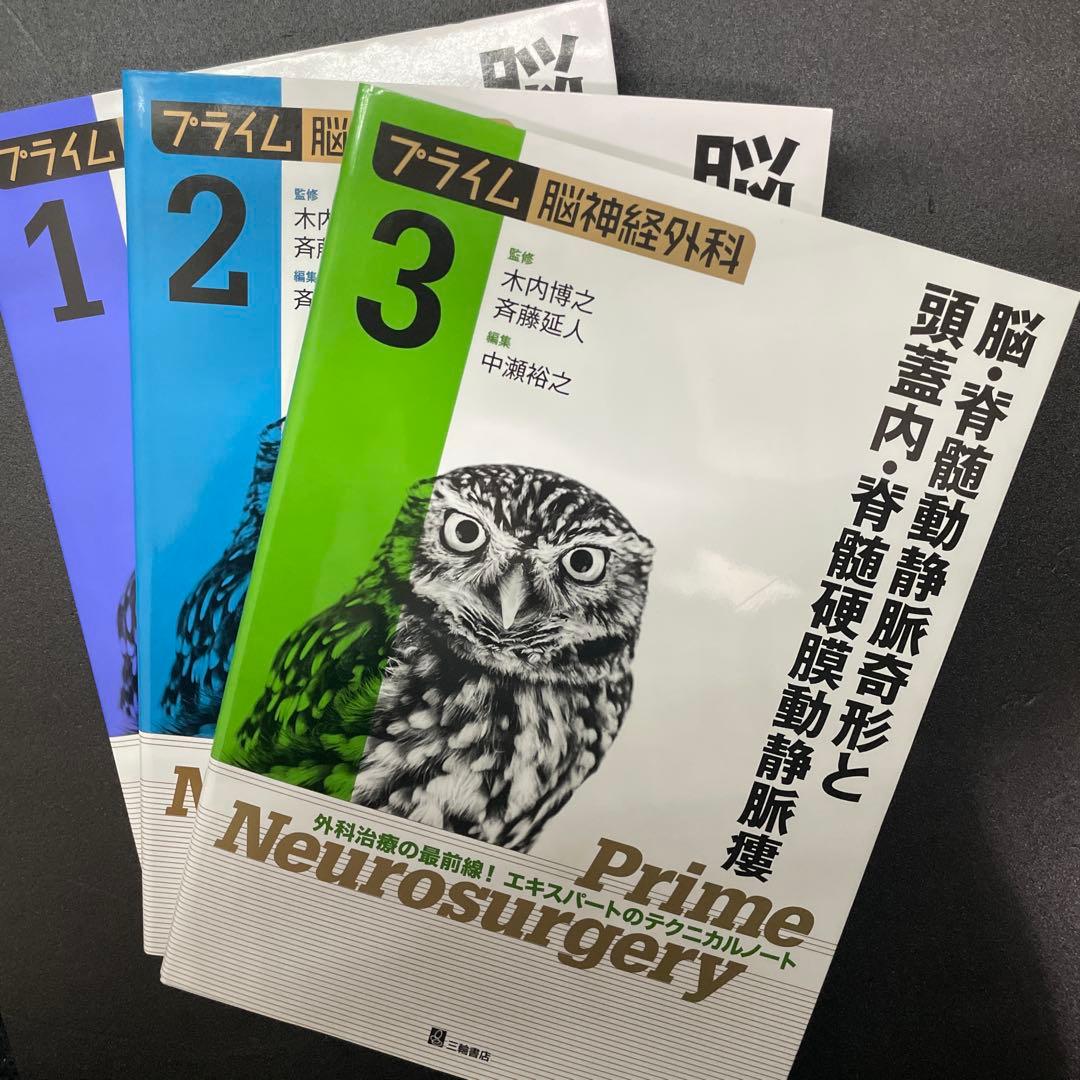 脳
プライム
1
脳
プライム 脳
2
監修
木内
斉藤
編集
斉
N
プライム 脳神経外科
3
監修
木内博之
斉藤延人
編集
中瀬裕之
脳・脊髄動静脈奇形と
頭蓋内・脊髄硬膜動静脈瘻
Prime
外科治療の最前線! エキスパートのテクニカルノート
Neurosurgery
三輪書店